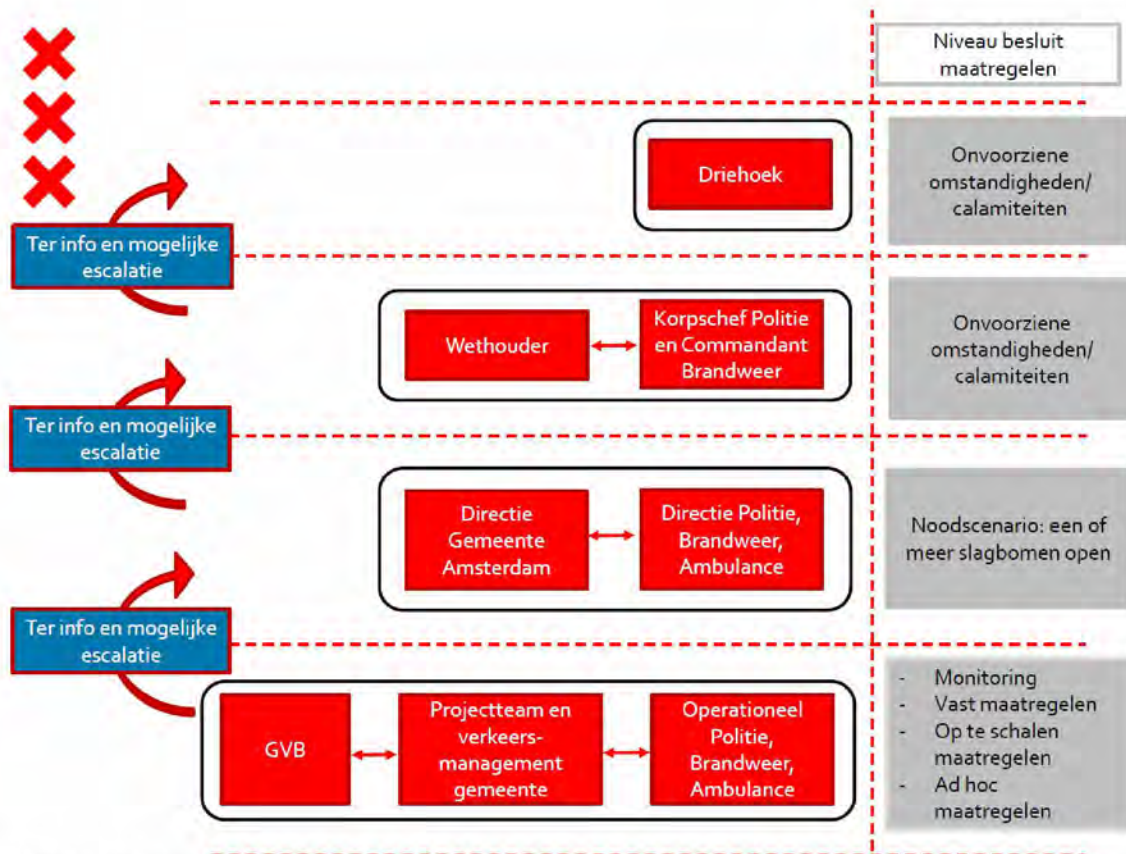 Niveau besluit
maatregelen
Driehoek
Onvoorziene
omstandigheden/
calamiteiten
Ter info en mogelijke
escalatie
Wethouder
Korpschef Politie
en Commandant
Brandweer
Onvoorziene
omstandigheden/
calamiteiten
Ter info en mogelijke
escalatie
Directie
Gemeente
Amsterdam
Directie Politie,
Brandweer,
Ambulance
Noodscenario: een of
meer slagbomen open
Ter info en mogelijke
escalatie
GVB
Projectteam en
verkeers-
management
gemeente
Operationeel
Politie,
Brandweer,
Ambulance
- Monitoring
- Vast maatregelen
- Op te schalen
maatregelen
- Ad hoc
maatregelen